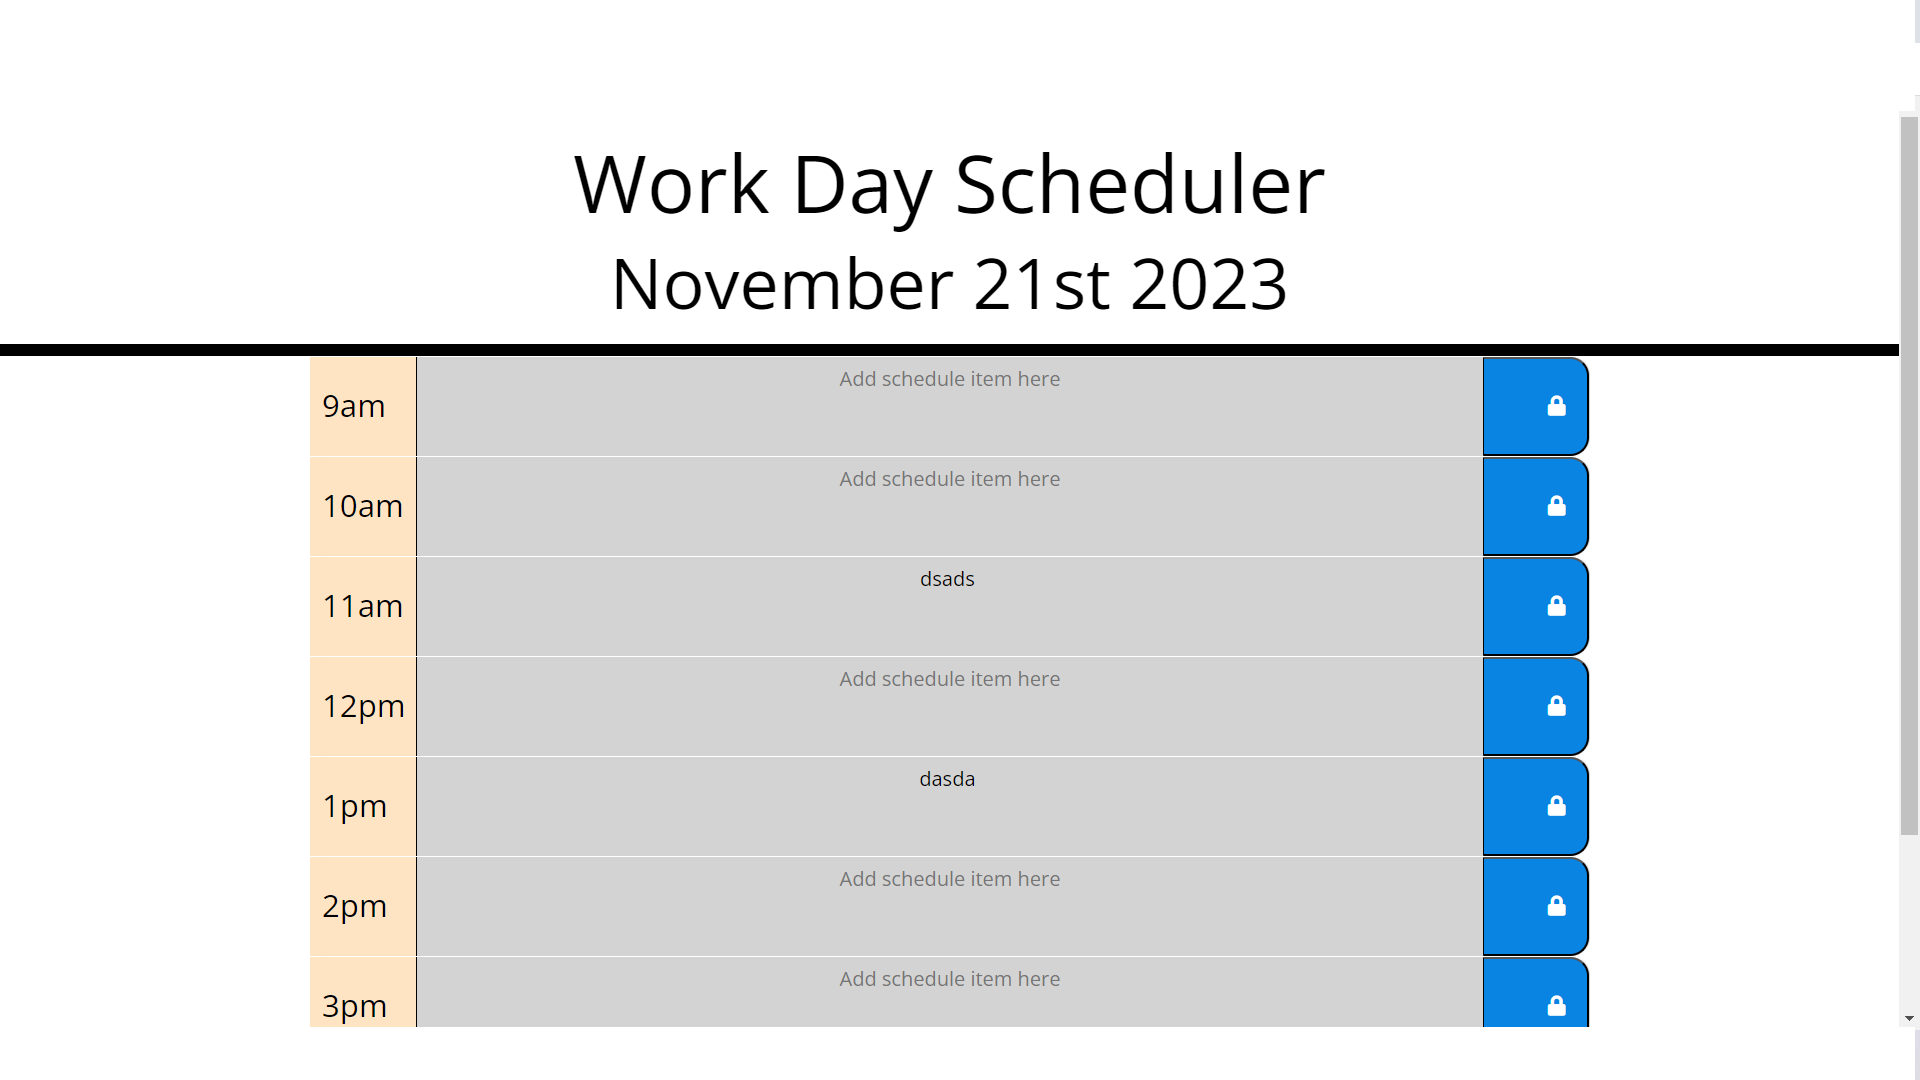 Work Day Scheduler
November 21st 2023
9am
Add schedule item here
10am
Add schedule item here
11am
dsads
12pm
Add schedule item here
1pm
dasda
2pm
Add schedule item here
3pm
Add schedule item here